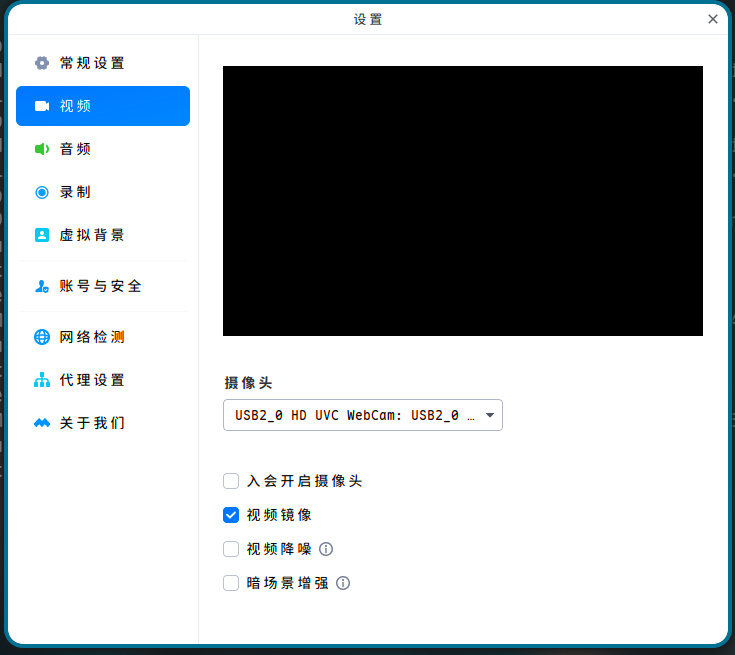 设置
常规设置
视频
音频
录制
虚拟背景
账号与安全
网络检测
代理设置
关于我们
摄像头
USB2_0 HD UVC WebCam: USB2_0 …
入会开启摄像头
视频镜像
视频降噪
暗场景增强